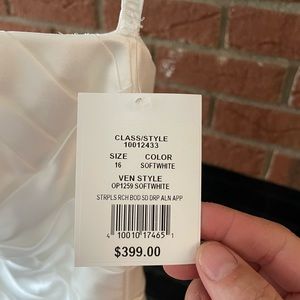 CLASS/STYLE
10012433
SIZE COLOR
16 SOFTWHITE
VEN STYLE
OP1259 SOFTWHITE
STRPLS RCH BOD SD DRP ALN APP
4 10010 17465 1
$399.00